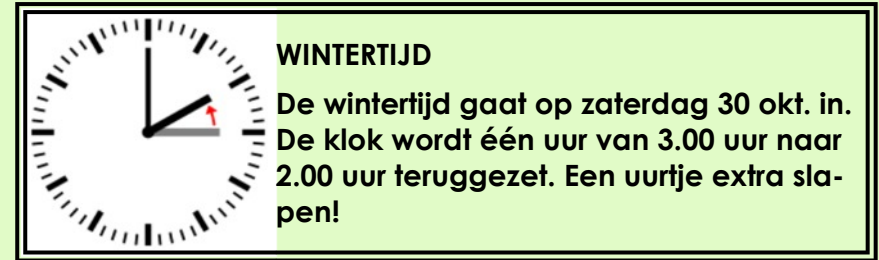 WINTERTIJD
De wintertijd gaat op zaterdag 30 okt. in.
De klok wordt één uur van 3.00 uur naar
2.00 uur teruggezet. Een uurtje extra sla-
pen!